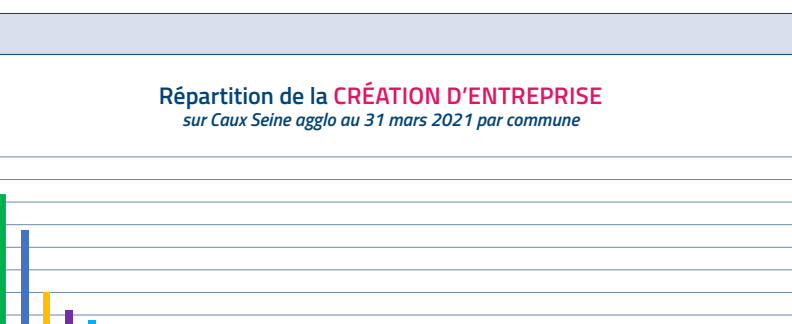 Répartition de la CRÉATION D'ENTREPRISE
sur Caux Seine agglo au 31 mars 2021 par commune